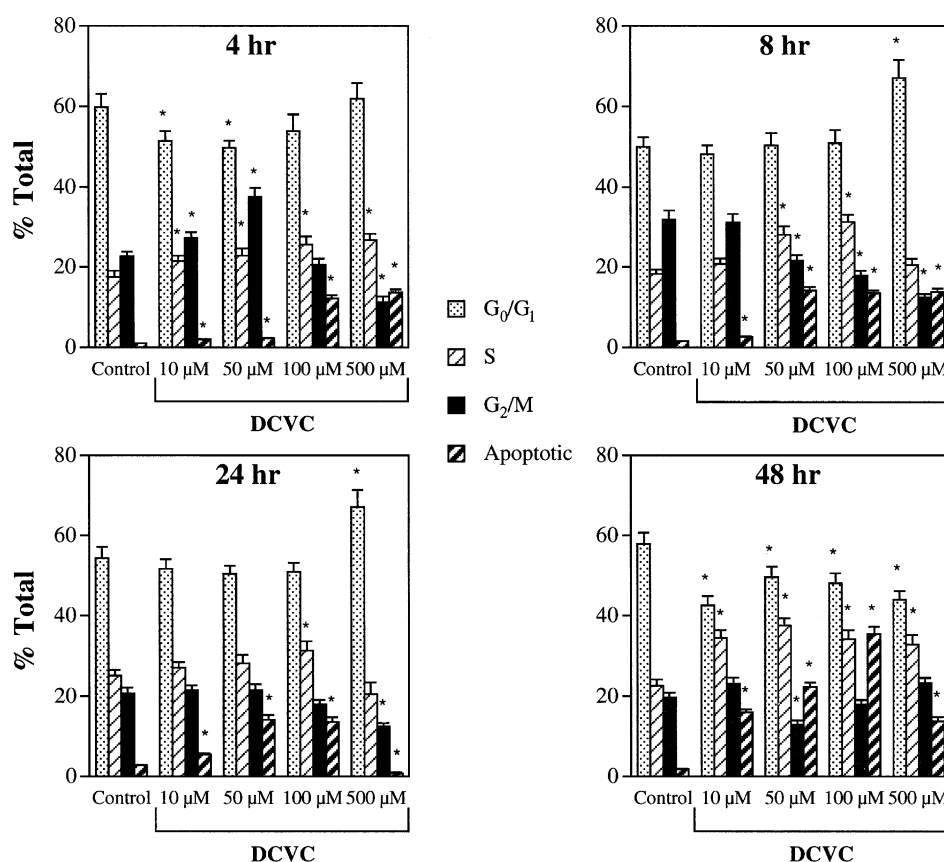 4 hr
80
60
40
20
0
% Total
* * * * * * * * * * * * *
Control 10 µM 50 µM 100 µM 500 µM
DCVC
8 hr
80
60
40
20
0
* * * * * * * * * *
Control 10 µM 50 µM 100 µM 500 µM
DCVC
G₀/G₁
S
G₂/M
Apoptotic
24 hr
80
60
40
20
0
% Total
* * * * * * *
Control 10 µM 50 µM 100 µM 500 µM
DCVC
48 hr
80
60
40
20
0
* * * * * * * * * * * * *
Control 10 µM 50 µM 100 µM 500 µM
DCVC